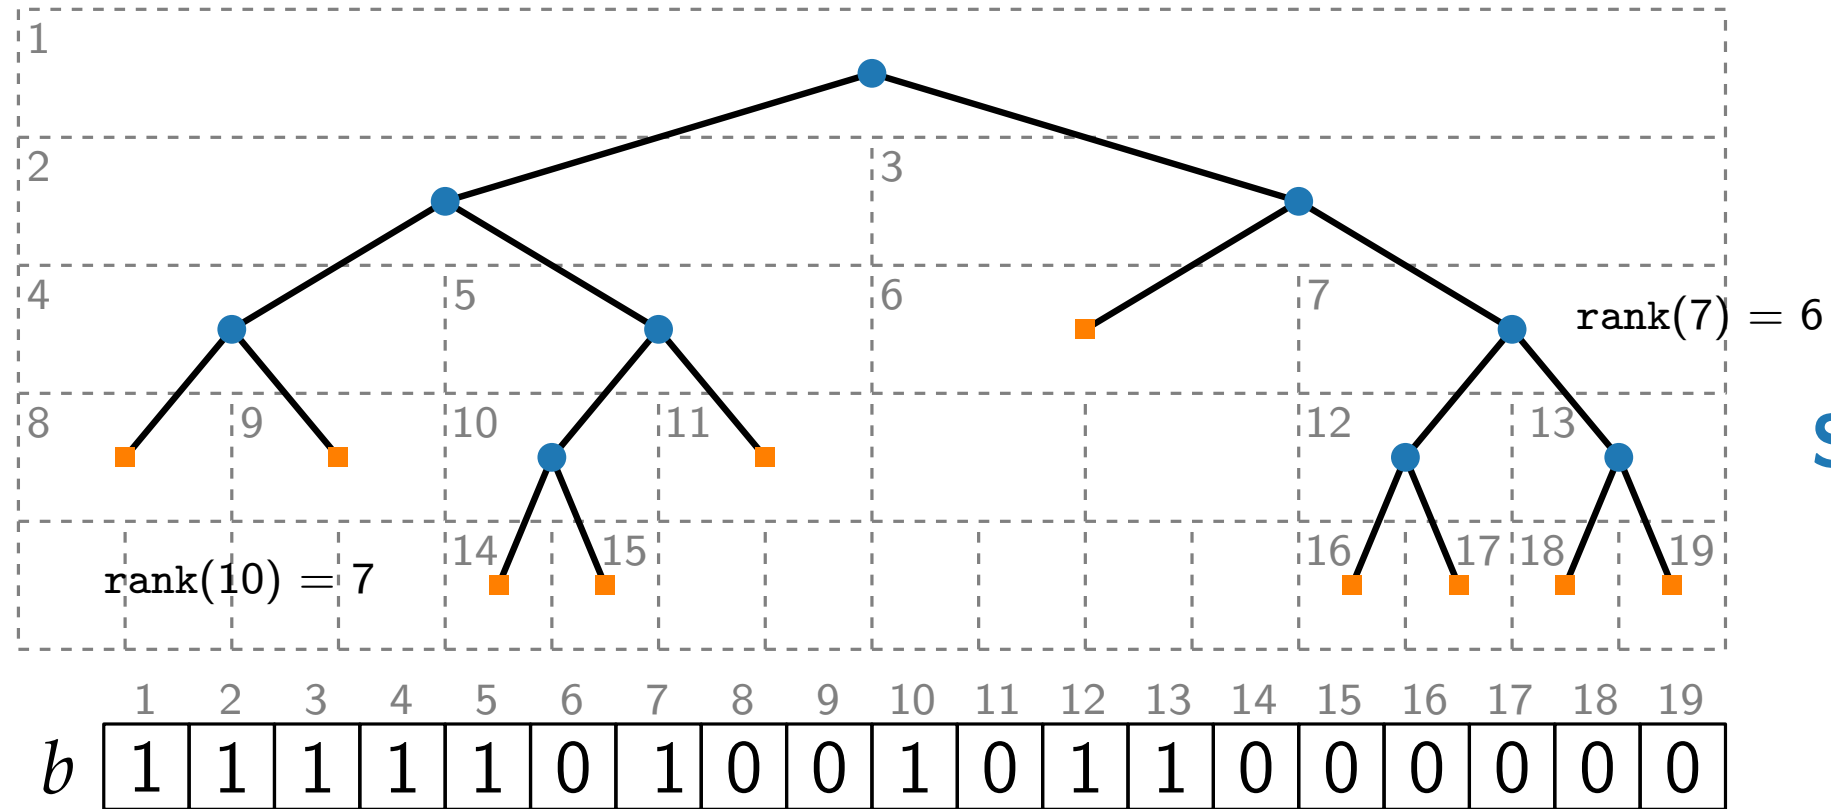 1
2 3
4 5 6 7
rank(7) = 6
8 9 10 11 12 13
S
14 15 16 17 18 19
rank(10) = 7
1 2 3 4 5 6 7 8 9 10 11 12 13 14 15 16 17 18 19
b 1 1 1 1 1 0 1 0 0 1 0 1 1 0 0 0 0 0 0